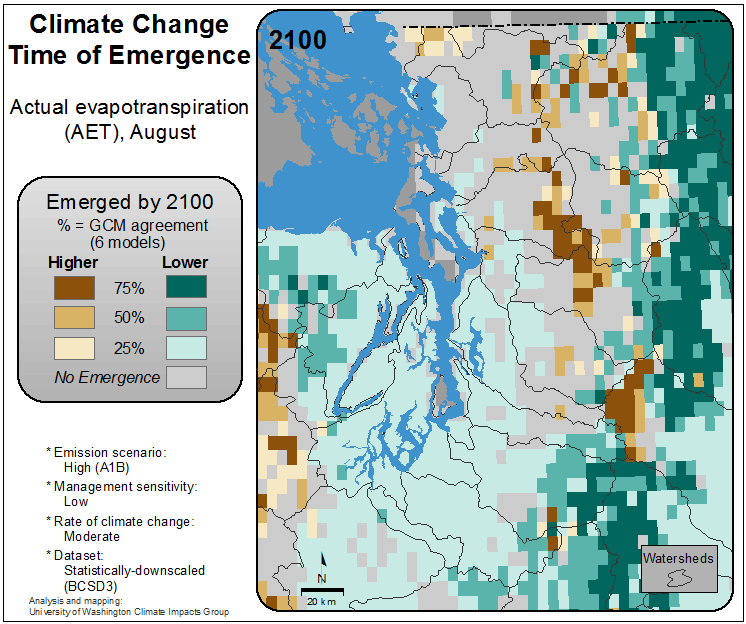 Climate Change
Time of Emergence
Actual evapotranspiration
(AET), August
Emerged by 2100
% = GCM agreement
(6 models)
Higher Lower
75%
50%
25%
No Emergence
* Emission scenario:
High (A1B)
* Management sensitivity:
Low
* Rate of climate change:
Moderate
* Dataset:
Statistically-downscaled
(BCSD3)
Analysis and mapping:
University of Washington Climate Impacts Group
2100
N
20 km
Watersheds